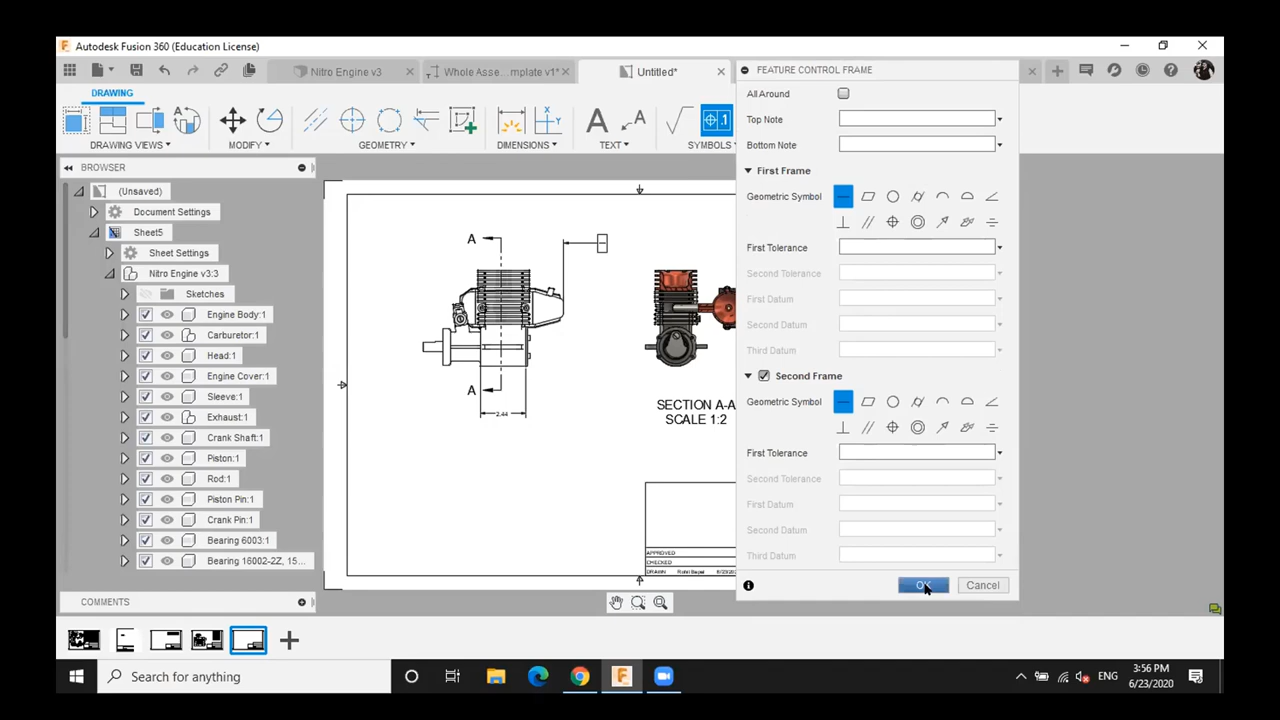 Autodesk Fusion 360 (Education License)
Nitro Engine v3
Whole Asse...mplate v1*
Untitled*
DRAWING
DRAWING VIEWS
MODIFY
GEOMETRY
DIMENSIONS
TEXT
SYMBOLS
BROWSER
(Unsaved)
Document Settings
Sheet5
Sheet Settings
Nitro Engine v3:3
Sketches
Engine Body:1
Carburetor:1
Head:1
Engine Cover:1
Sleeve:1
Exhaust:1
Crank Shaft:1
Piston:1
Rod:1
Piston Pin:1
Crank Pin:1
Bearing 6003:1
Bearing 16002-2Z, 15...
COMMENTS
A
A
2.44
SECTION A-A
SCALE 1:2
APPROVED
CHECKED
DRAWN
FEATURE CONTROL FRAME
All Around
Top Note
Bottom Note
First Frame
Geometric Symbol
First Tolerance
Second Tolerance
First Datum
Second Datum
Third Datum
Second Frame
Geometric Symbol
First Tolerance
Second Tolerance
First Datum
Second Datum
Third Datum
OK
Cancel
Search for anything
ENG
3:56 PM
6/23/2020